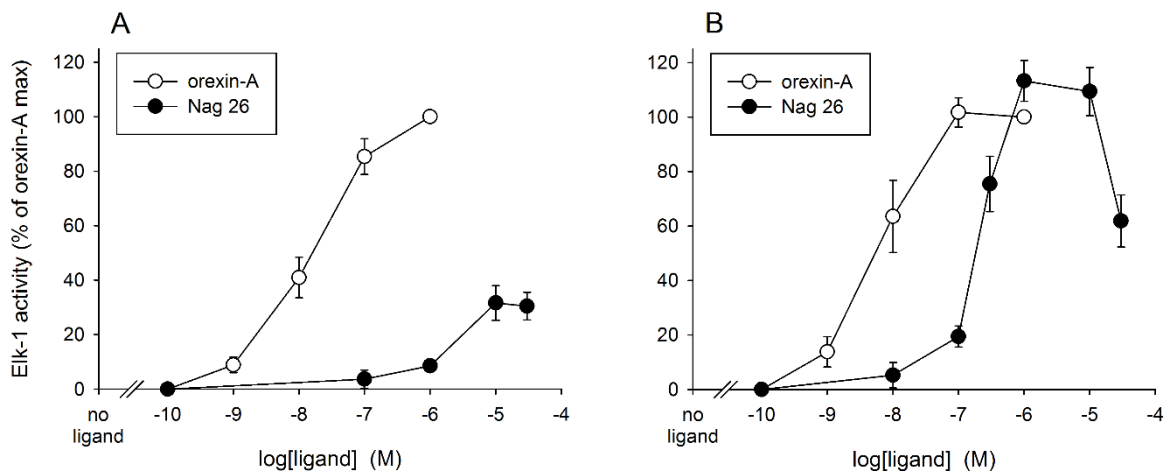 A
B
Elk-1 activity (% of orexin-A max)
120
100
80
60
40
20
0
orexin-A
Nag 26
no
ligand
-10
-9
-8
-7
-6
-5
-4
log[ligand] (M)
120
100
80
60
40
20
0
orexin-A
Nag 26
no
ligand
-10
-9
-8
-7
-6
-5
-4
log[ligand] (M)